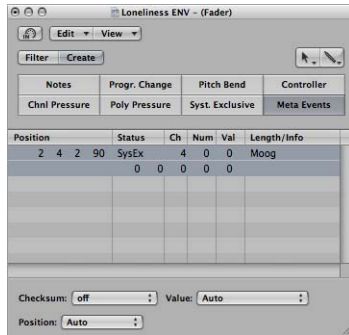 Loneliness ENV – (Fader)
Edit View
Filter Create
Notes Progr. Change Pitch Bend Controller
Chnl Pressure Poly Pressure Syst. Exclusive Meta Events
Position Status Ch Num Val Length/Info
2 4 2 90 SysEx 4 0 0 Moog
0 0 0 0 0
Checksum: off Value: Auto
Position: Auto